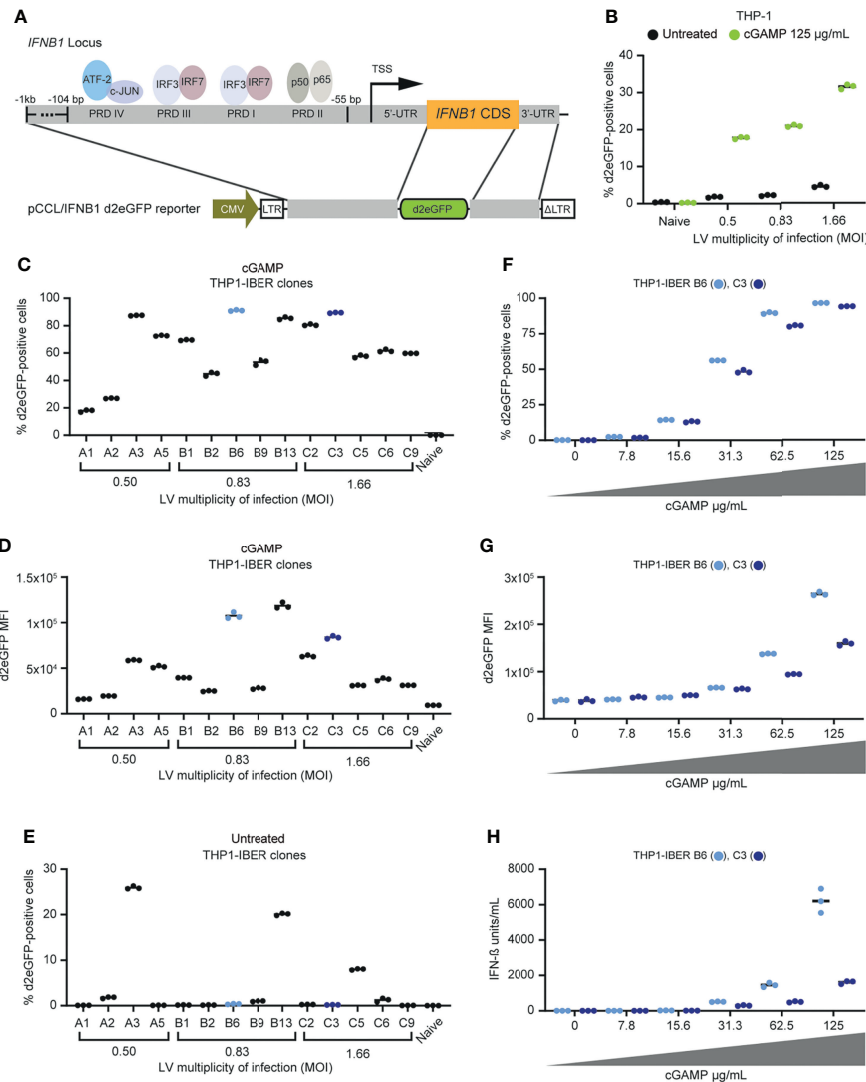 A
IFNB1 Locus
ATF-2
c-JUN
IRF3
IRF7
IRF3
IRF7
p50
p65
TSS
-1kb
-104 bp
PRD IV
PRD III
PRD I
PRD II
-55 bp
5'-UTR
IFNB1 CDS
3'-UTR
pCCL/IFNB1 d2eGFP reporter
CMV
LTR
d2eGFP
ΔLTR
B
THP-1
Untreated
cGAMP 125 µg/mL
% d2eGFP-positive cells
40
30
20
10
0
Naive 0.5 0.83 1.66
LV multiplicity of infection (MOI)
C
cGAMP
THP1-IBER clones
% d2eGFP-positive cells
100
80
60
40
20
0
A1 A2 A3 A5 B1 B2 B6 B9 B13 C2 C3 C5 C6 C9 Naive
0.50 0.83 1.66
LV multiplicity of infection (MOI)
D
cGAMP
THP1-IBER clones
d2eGFP MFI
1.5x10⁵
1x10⁵
5x10⁴
0
A1 A2 A3 A5 B1 B2 B6 B9 B13 C2 C3 C5 C6 C9 Naive
0.50 0.83 1.66
LV multiplicity of infection (MOI)
E
Untreated
THP1-IBER clones
% d2eGFP-positive cells
30
20
10
0
A1 A2 A3 A5 B1 B2 B6 B9 B13 C2 C3 C5 C6 C9 Naive
0.50 0.83 1.66
LV multiplicity of infection (MOI)
F
THP1-IBER B6 ( ), C3 ( )
% d2eGFP-positive cells
100
75
50
25
0
0 7.8 15.6 31.3 62.5 125
cGAMP µg/mL
G
THP1-IBER B6 ( ), C3 ( )
d2eGFP MFI
3x10⁵
2x10⁵
1x10⁵
0
0 7.8 15.6 31.3 62.5 125
cGAMP µg/mL
H
THP1-IBER B6 ( ), C3 ( )
IFN-ß units/mL
8000
6000
4000
2000
0
0 7.8 15.6 31.3 62.5 125
cGAMP µg/mL